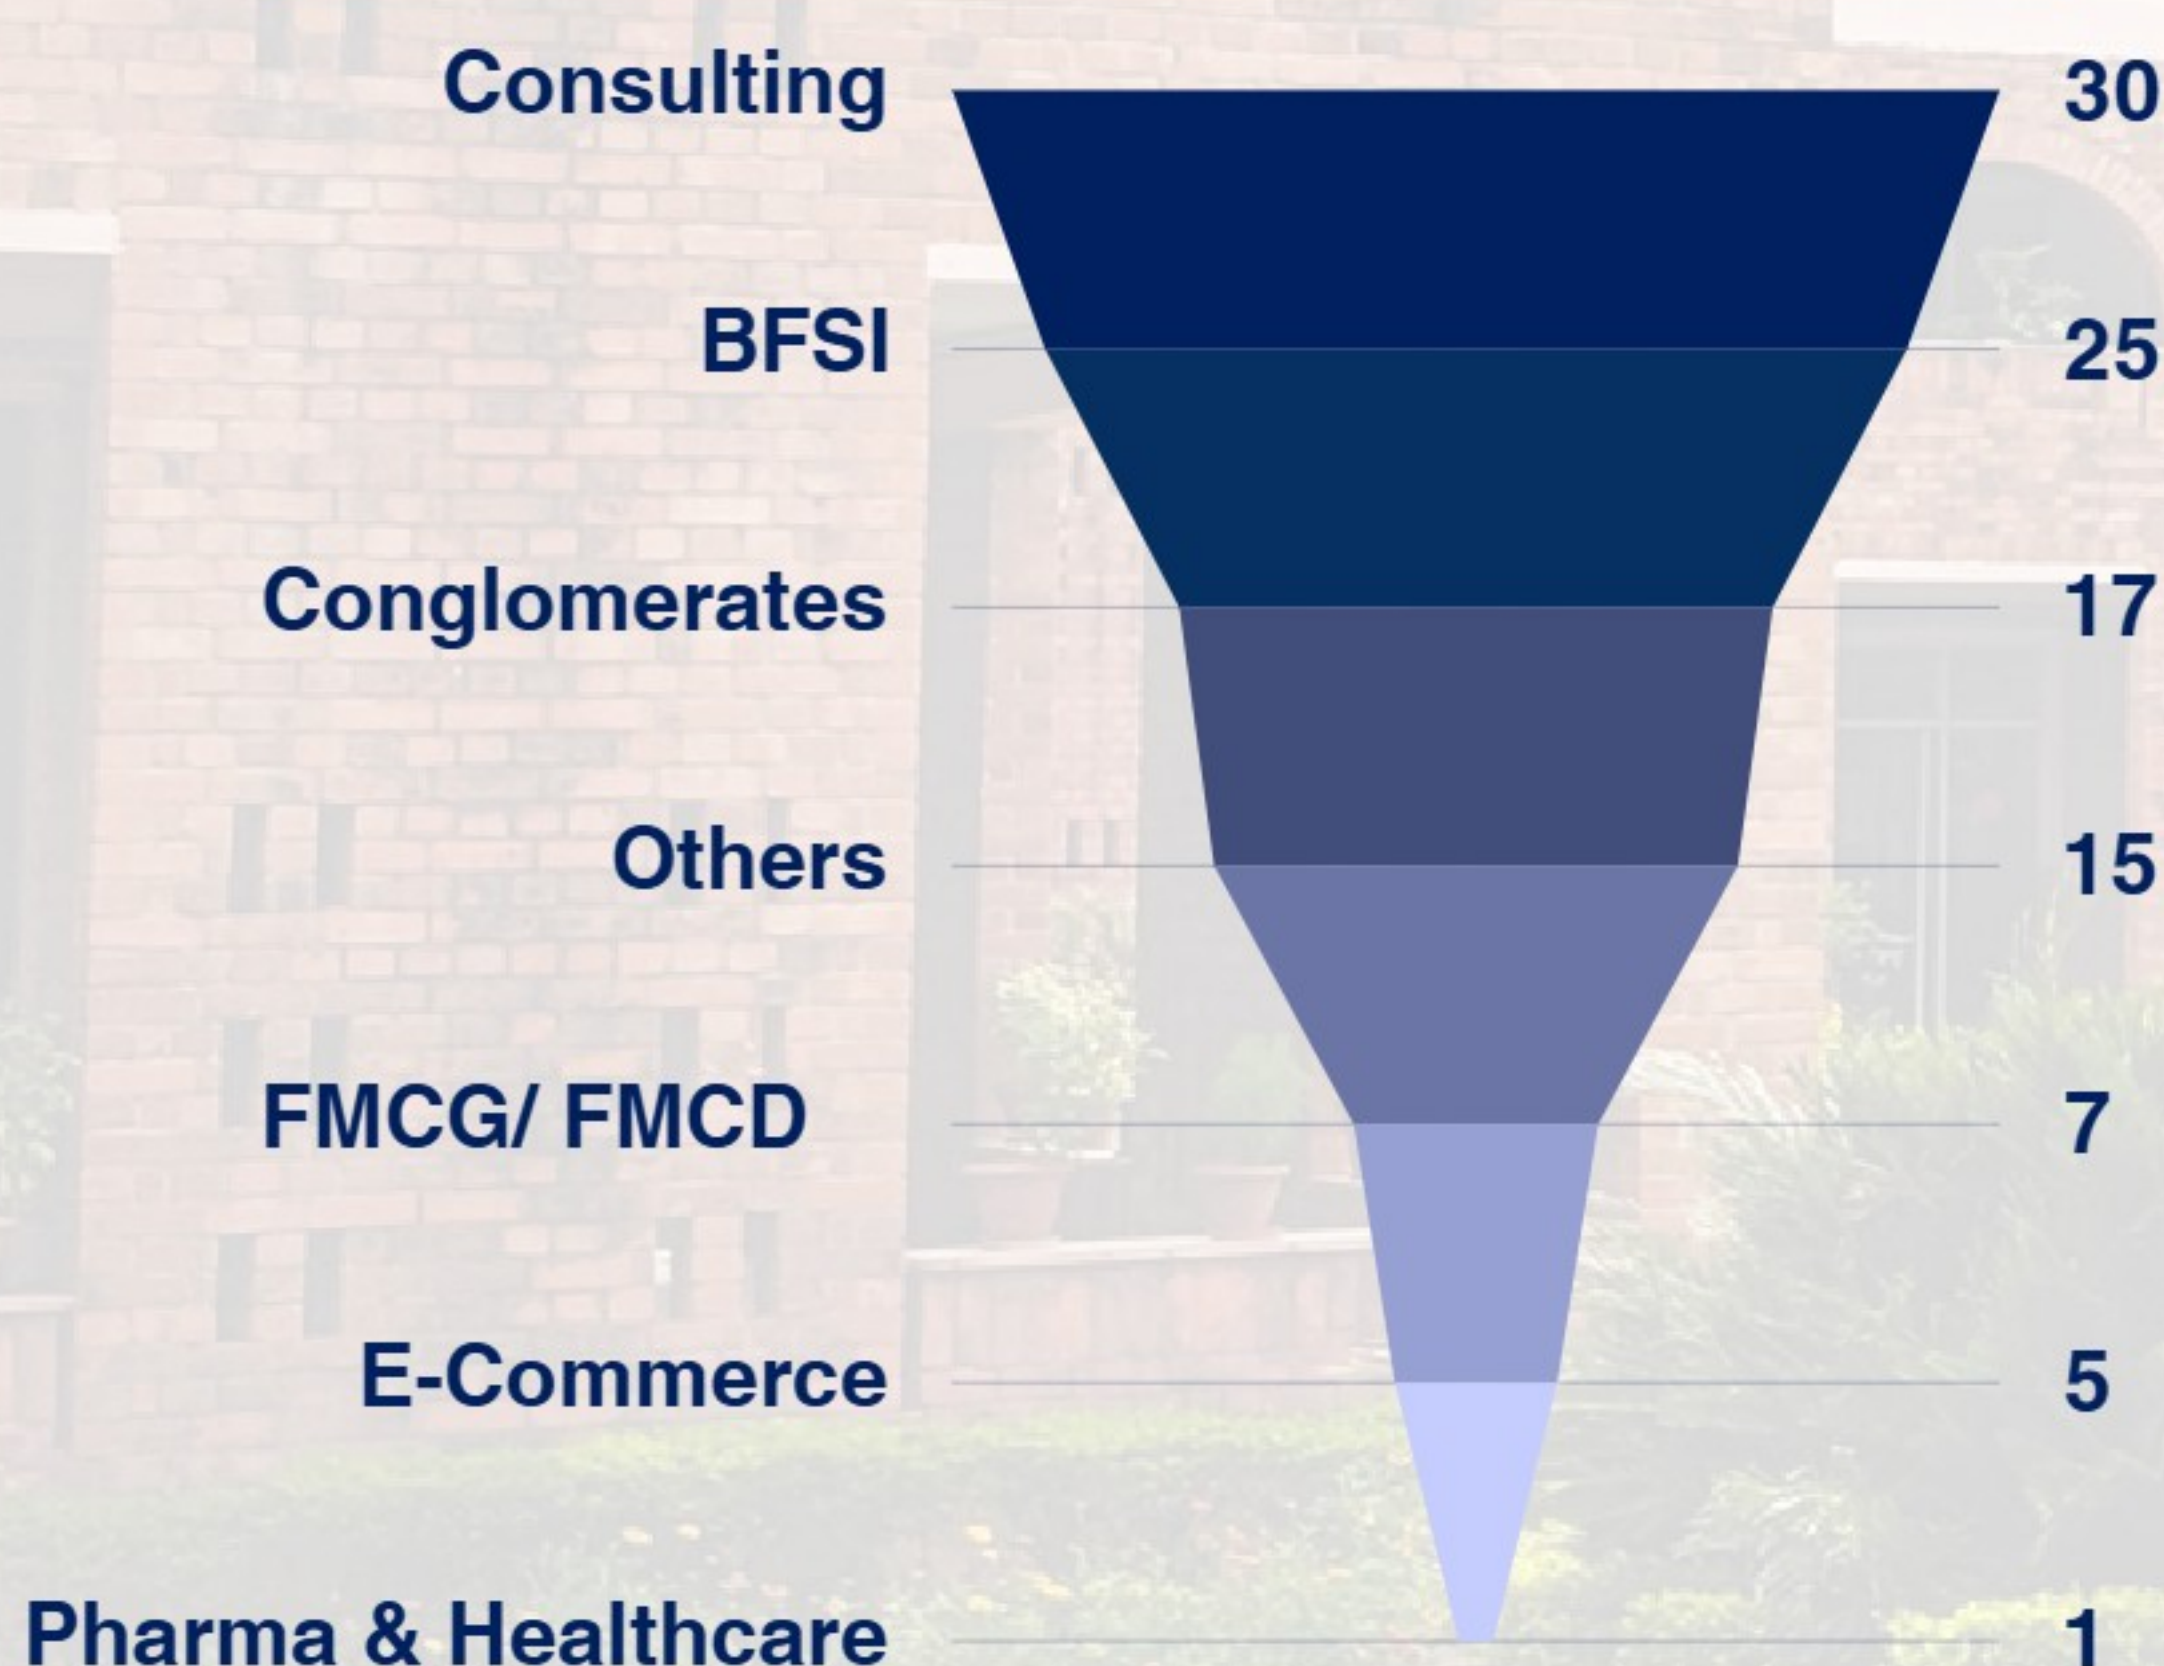 Consulting 30
BFSI 25
Conglomerates 17
Others 15
FMCG/ FMCD 7
E-Commerce 5
Pharma & Healthcare 1